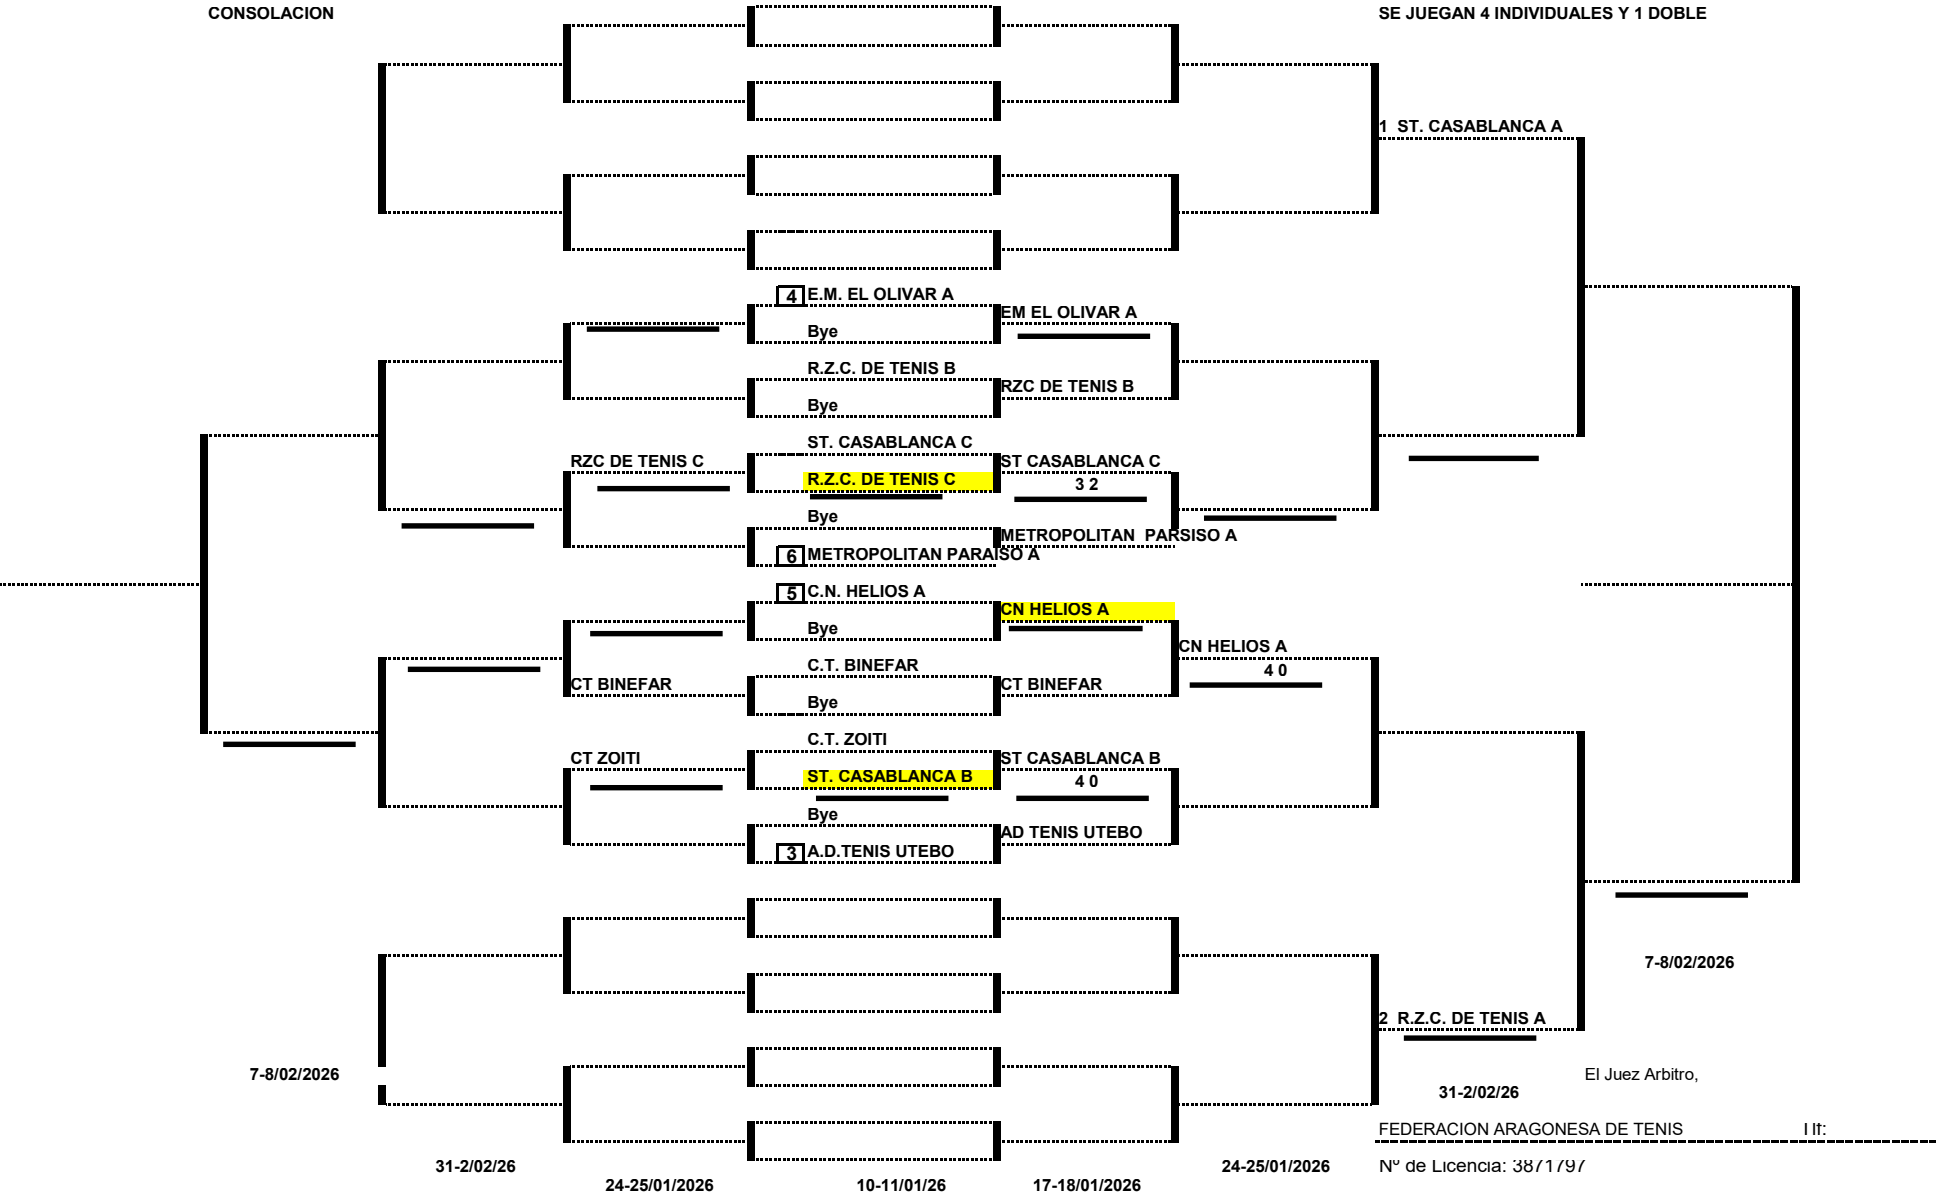 CONSOLACION
SE JUEGAN 4 INDIVIDUALES Y 1 DOBLE
1 ST. CASABLANCA A
4 E.M. EL OLIVAR A
EM EL OLIVAR A
Bye
R.Z.C. DE TENIS B
RZC DE TENIS B
Bye
ST. CASABLANCA C
RZC DE TENIS C
ST CASABLANCA C
R.Z.C. DE TENIS C
3 2
Bye
METROPOLITAN PARSISO A
6 METROPOLITAN PARAISO A
5 C.N. HELIOS A
CN HELIOS A
Bye
CN HELIOS A
C.T. BINEFAR
4 0
CT BINEFAR
CT BINEFAR
Bye
C.T. ZOITI
CT ZOITI
ST CASABLANCA B
ST. CASABLANCA B
4 0
Bye
AD TENIS UTEBO
3 A.D.TENIS UTEBO
7-8/02/2026
2 R.Z.C. DE TENIS A
7-8/02/2026
El Juez Arbitro,
31-2/02/26
FEDERACION ARAGONESA DE TENIS
31-2/02/26
24-25/01/2026
Nº de Licencia: 3871797
24-25/01/2026
10-11/01/26
17-18/01/2026